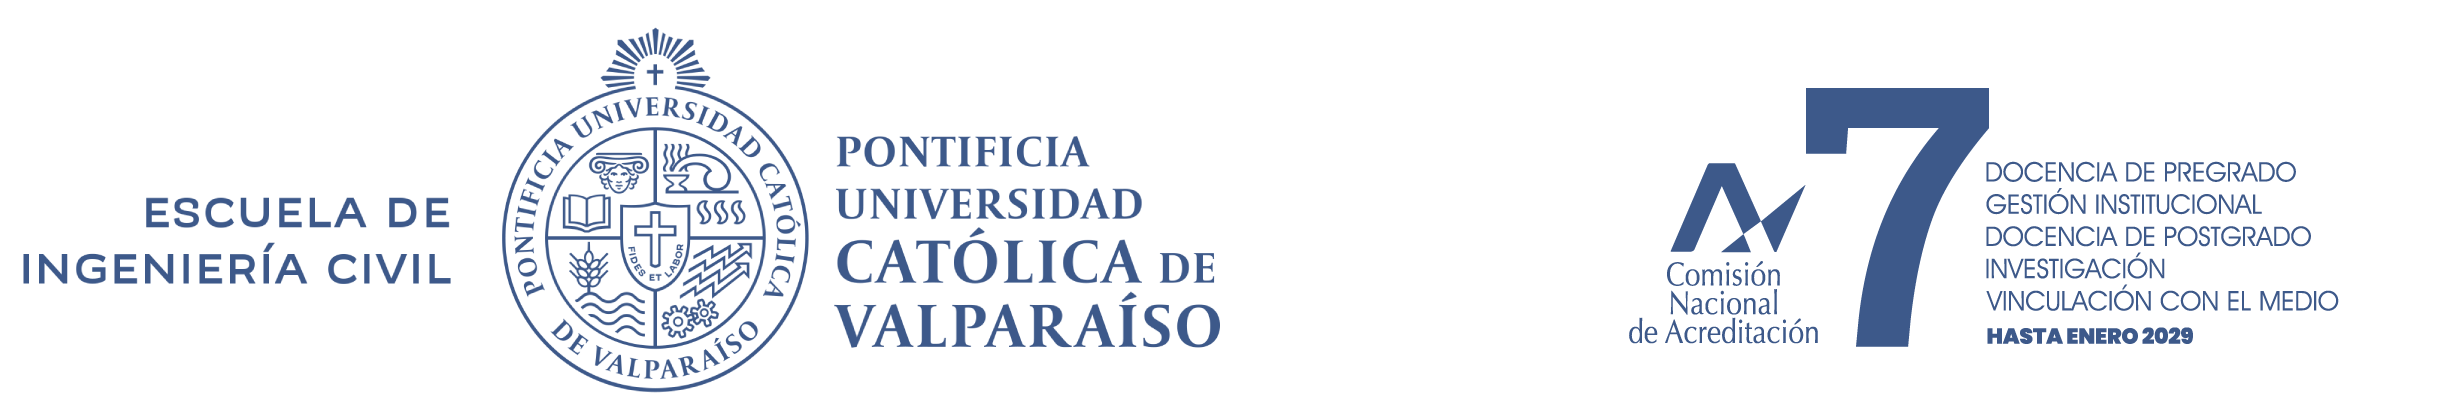 ESCUELA DE
INGENIERÍA CIVIL
PONTIFICIA UNIVERSIDAD CATÓLICA
DE VALPARAÍSO
FIDES ET LABOR
PONTIFICIA
UNIVERSIDAD
CATÓLICA DE
VALPARAÍSO
Comisión
Nacional
de Acreditación
7
DOCENCIA DE PREGRADO
GESTIÓN INSTITUCIONAL
DOCENCIA DE POSTGRADO
INVESTIGACIÓN
VINCULACIÓN CON EL MEDIO
HASTA ENERO 2029